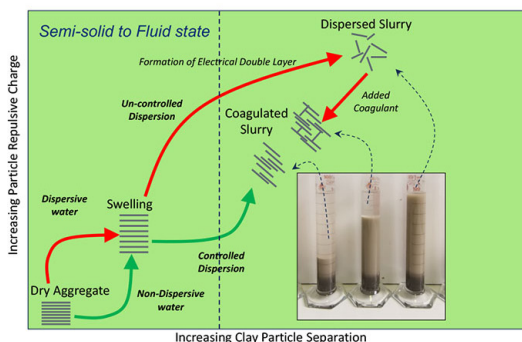 Semi-solid to Fluid state
Dispersed Slurry
Formation of Electrical Double Layer
Un-controlled
Dispersion
Added
Coagulant
Coagulated
Slurry
Dispersive
water
Swelling
Controlled
Dispersion
Dry Aggregate
Non-Dispersive
water
Increasing Particle Repulsive Charge
Increasing Clay Particle Separation